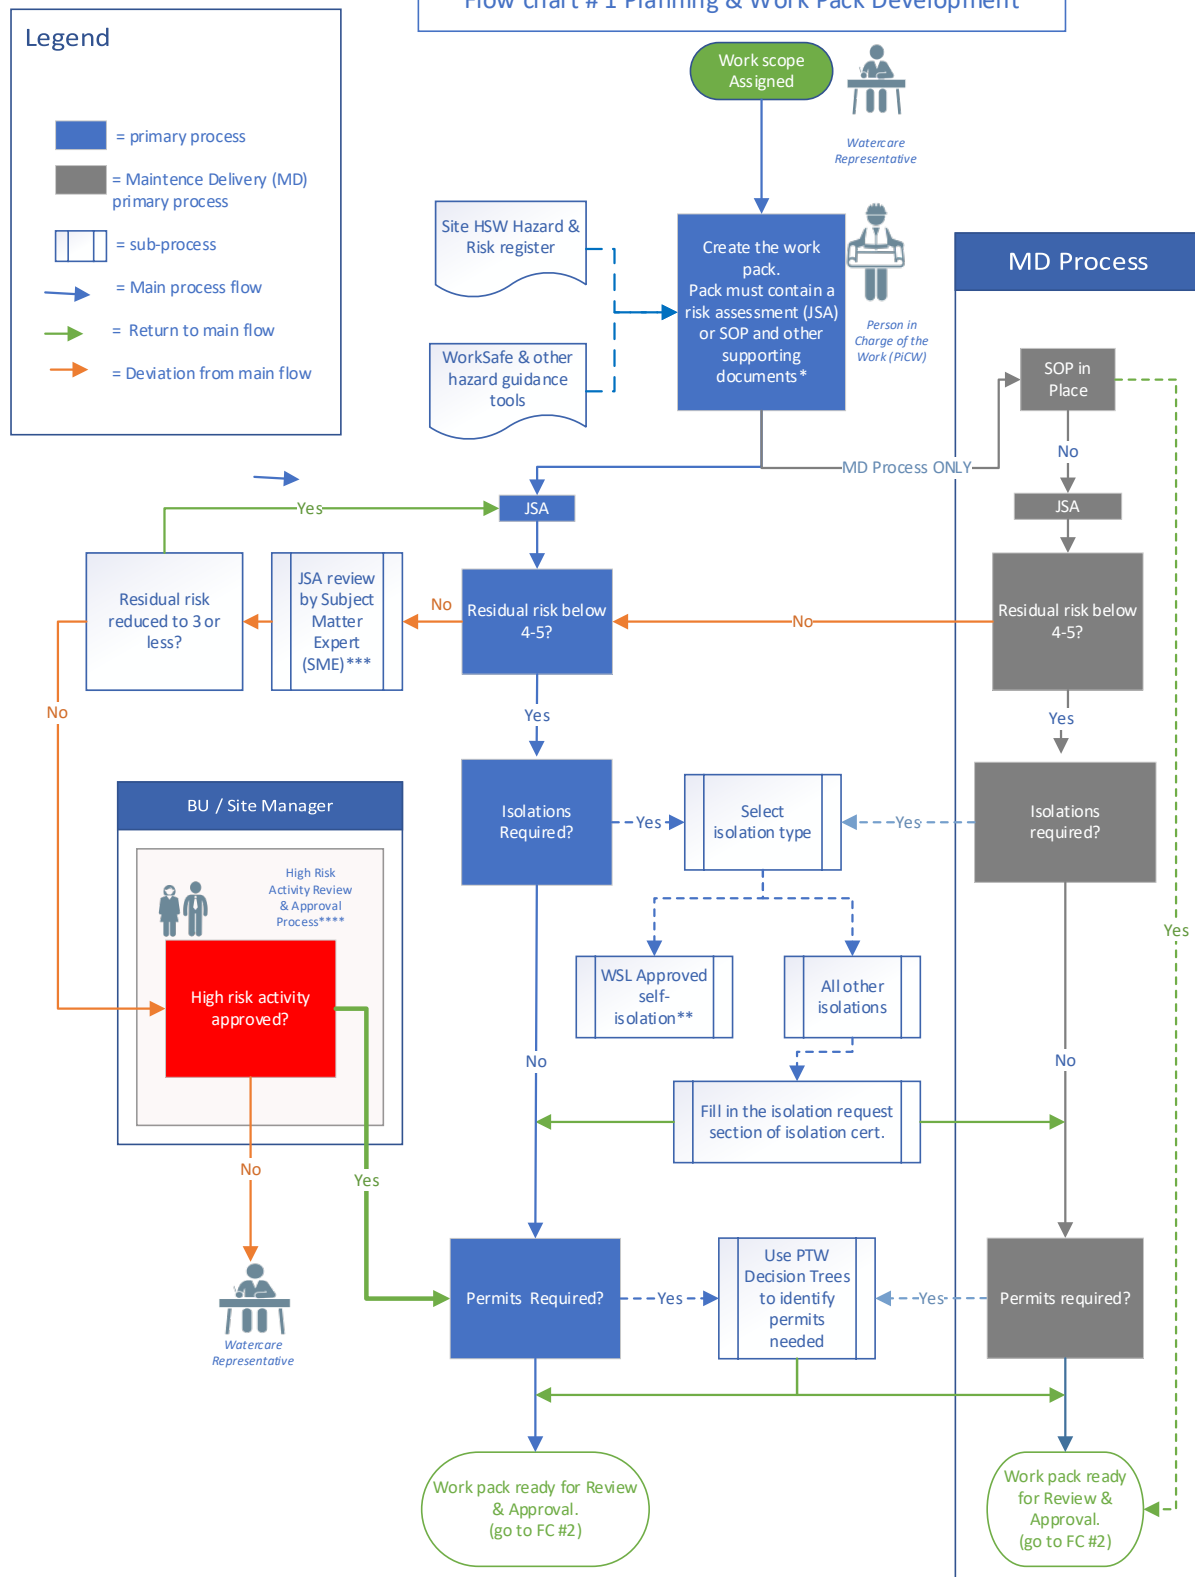 Flow chart # 1 Planning & Work Pack Development
Legend
= primary process
= Maintence Delivery (MD)
primary process
= sub-process
= Main process flow
= Return to main flow
= Deviation from main flow
Work scope
Assigned
Watercare
Representative
Site HSW Hazard &
Risk register
WorkSafe & other
hazard guidance
tools
Create the work
pack.
Pack must contain a
risk assessment (JSA)
or SOP and other
supporting
documents*
Person in
Charge of the
Work (PiCW)
MD Process
SOP in
Place
MD Process ONLY
No
Yes
JSA
JSA
Residual risk
reduced to 3 or
less?
JSA review
by Subject
Matter
Expert
(SME)***
No
Residual risk below
4-5?
No
Residual risk below
4-5?
No
Yes
Yes
BU / Site Manager
High Risk
Activity Review
& Approval
Process****
High risk activity
approved?
Isolations
Required?
Yes
Select
isolation type
Yes
Isolations
required?
Yes
WSL Approved
self-
isolation**
All other
isolations
No
No
Fill in the isolation request
section of isolation cert.
No
Yes
Watercare
Representative
Permits Required?
Yes
Use PTW
Decision Trees
to identify
permits
needed
Yes
Permits required?
Work pack ready for Review
& Approval.
(go to FC #2)
Work pack ready
for Review &
Approval.
(go to FC #2)